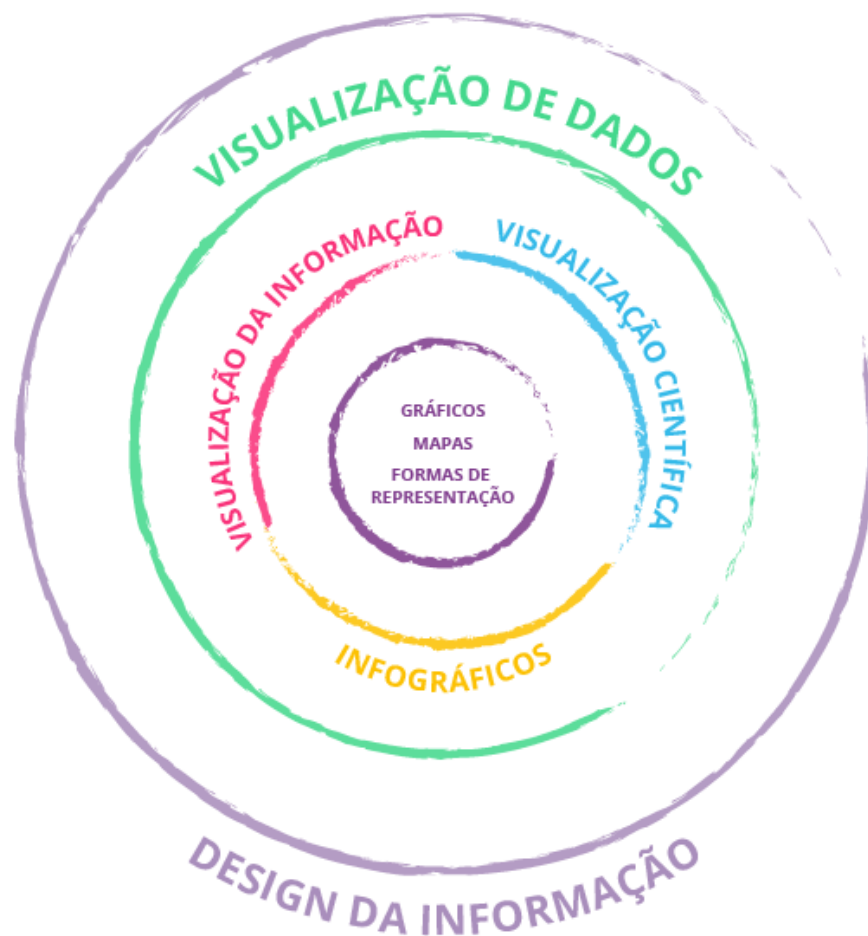 VISUALIZAÇÃO DE DADOS
VISUALIZAÇÃO DA INFORMAÇÃO
VISUALIZAÇÃO CIENTÍFICA
GRÁFICOS
MAPAS
FORMAS DE
REPRESENTAÇÃO
INFOGRÁFICOS
DESIGN DA INFORMAÇÃO